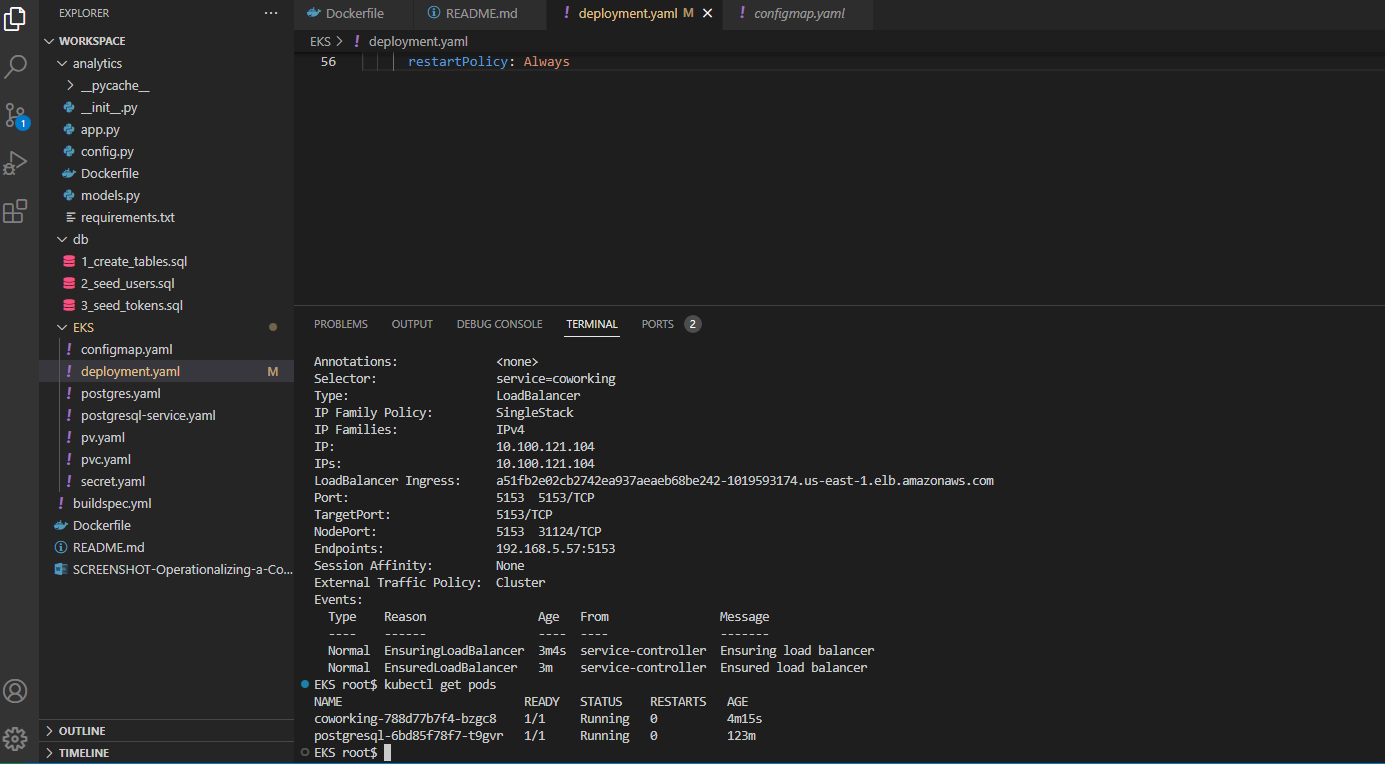 EXPLORER
WORKSPACE
analytics
__pycache__
__init__.py
app.py
config.py
Dockerfile
models.py
requirements.txt
db
1_create_tables.sql
2_seed_users.sql
3_seed_tokens.sql
EKS
configmap.yaml
deployment.yaml M
postgres.yaml
postgresql-service.yaml
pv.yaml
pvc.yaml
secret.yaml
buildspec.yml
Dockerfile
README.md
SCREENSHOT-Operationalizing-a-Co...
OUTLINE
TIMELINE
1
Dockerfile README.md deployment.yaml M configmap.yaml
EKS > deployment.yaml
56 restartPolicy: Always
PROBLEMS OUTPUT DEBUG CONSOLE TERMINAL PORTS 2
Annotations: <none>
Selector: service=coworking
Type: LoadBalancer
IP Family Policy: SingleStack
IP Families: IPv4
IP: 10.100.121.104
IPs: 10.100.121.104
LoadBalancer Ingress: a51fb2e02cb2742ea937aeaeb68be242-1019593174.us-east-1.elb.amazonaws.com
Port: 5153 5153/TCP
TargetPort: 5153/TCP
NodePort: 5153 31124/TCP
Endpoints: 192.168.5.57:5153
Session Affinity: None
External Traffic Policy: Cluster
Events:
Type Reason Age From Message
---- ------ ---- ---- -------
Normal EnsuringLoadBalancer 3m4s service-controller Ensuring load balancer
Normal EnsuredLoadBalancer 3m service-controller Ensured load balancer
EKS root$ kubectl get pods
NAME READY STATUS RESTARTS AGE
coworking-788d77b7f4-bzgc8 1/1 Running 0 4m15s
postgresql-6bd85f78f7-t9gvr 1/1 Running 0 123m
EKS root$